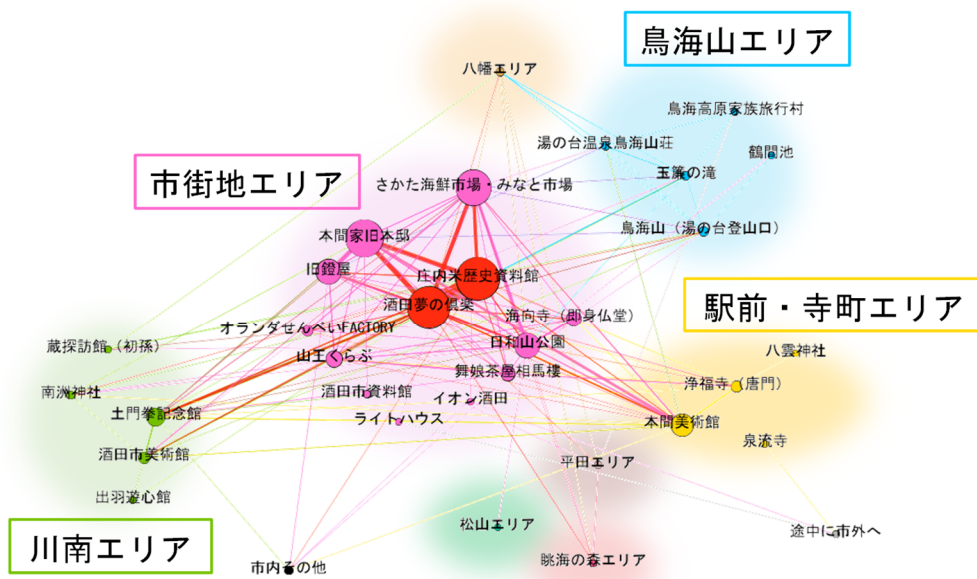 鳥海山エリア
八幡エリア
鳥海高原家族旅行村
湯の台温泉鳥海山荘
鶴間池
玉簾の滝
市街地エリア
さかた海鮮市場・みなと市場
鳥海山（湯の台登山口）
本間家旧本邸
旧鐙屋
庄内米歴史資料館
酒田夢の倶楽
駅前・寺町エリア
海向寺（即身仏堂）
オランダせんべいFACTORY
日和山公園
蔵探訪館（初孫）
山王くらぶ
八雲神社
舞娘茶屋相馬樓
浄福寺（唐門）
南洲神社
酒田市資料館
イオン酒田
土門拳記念館
ライトハウス
本間美術館
泉流寺
酒田市美術館
平田エリア
出羽遊心館
松山エリア
途中に市外へ
川南エリア
眺海の森エリア
市内その他